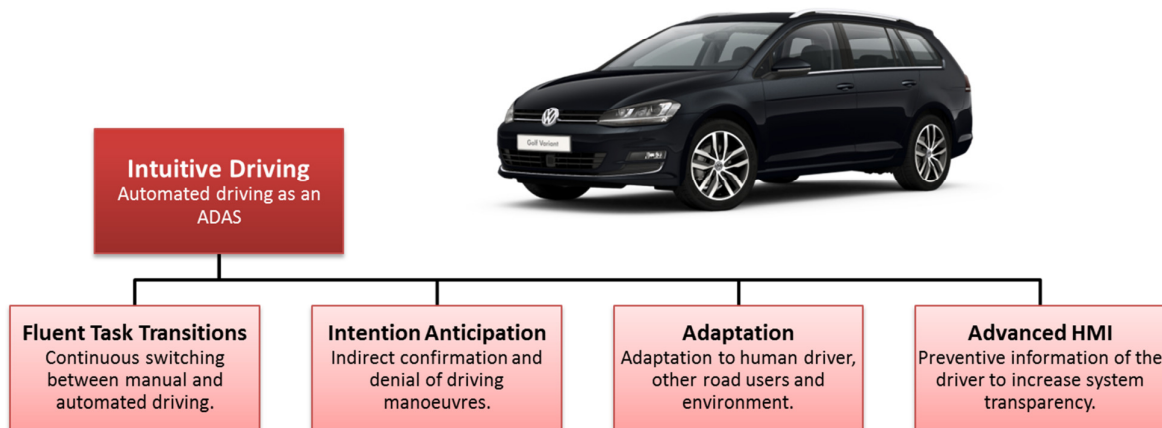 Golf Variant
Intuitive Driving
Automated driving as an
ADAS
Fluent Task Transitions
Continuous switching
between manual and
automated driving.
Intention Anticipation
Indirect confirmation and
denial of driving
manoeuvres.
Adaptation
Adaptation to human driver,
other road users and
environment.
Advanced HMI
Preventive information of the
driver to increase system
transparency.